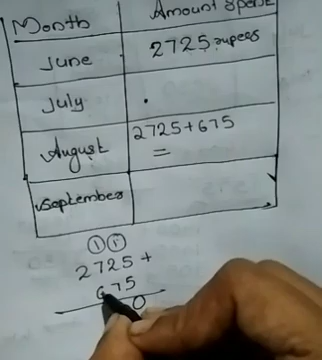 Month Amount Spent
June 2725 rupees
July
August 2725+675
=
September
1 1
2725+
675
0